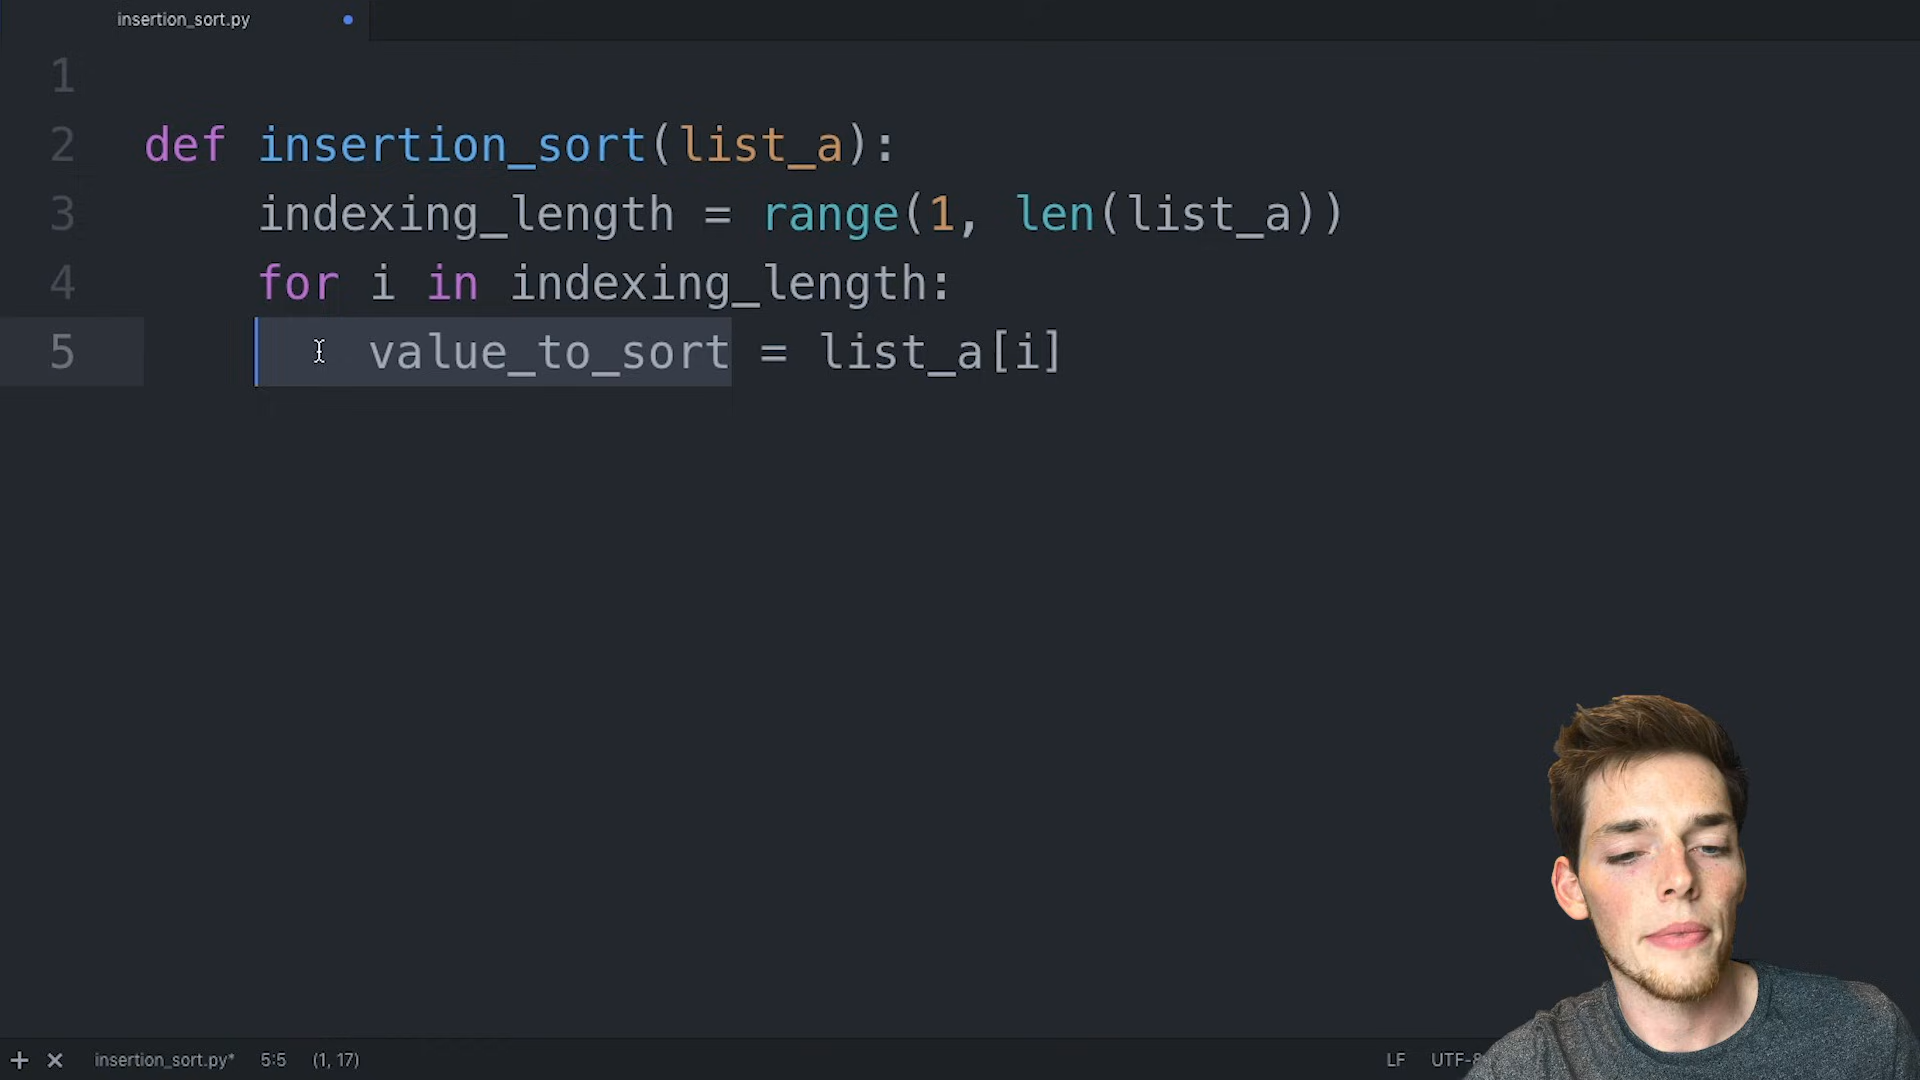 insertion_sort.py
1
2 def insertion_sort(list_a):
3 indexing_length = range(1, len(list_a))
4 for i in indexing_length:
5 value_to_sort = list_a[i]
insertion_sort.py* 5:5 (1, 17) LF